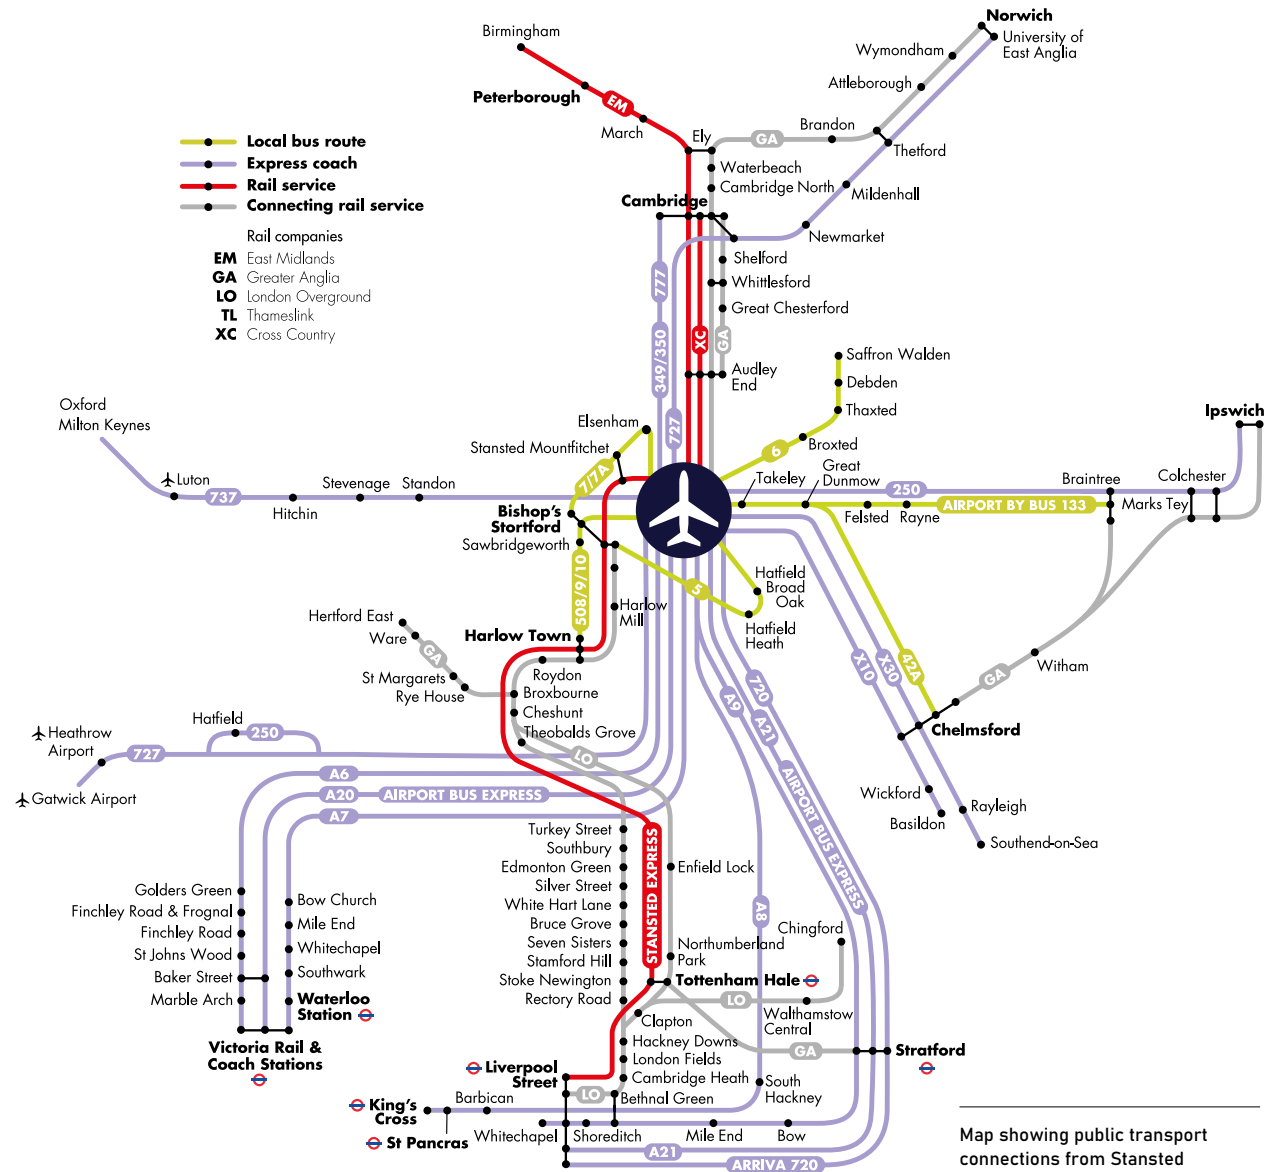 Birmingham
Peterborough
EM
March
Norwich
University of
East Anglia
Wymondham
Attleborough
Brandon
GA
Ely
Thetford
Waterbeach
Cambridge North
Mildenhall
Cambridge
Newmarket
Local bus route
Express coach
Rail service
Connecting rail service
Rail companies
EM East Midlands
GA Greater Anglia
LO London Overground
TL Thameslink
XC Cross Country
Shelford
Whittlesford
Great Chesterford
777
349/350
727
XC
GA
Audley
End
Saffron Walden
Debden
Thaxted
Broxted
6
Oxford
Milton Keynes
Luton
737
Hitchin
Stevenage
Standon
Elsenham
Stansted Mountfitchet
7/7A
Bishop's
Stortford
Sawbridgeworth
508/9/10
Takeley
Great
Dunmow
250
Felsted
Rayne
AIRPORT BY BUS 133
Braintree
Marks Tey
Colchester
Ipswich
5
Hatfield
Broad
Oak
Hatfield
Heath
Harlow
Mill
Harlow Town
Hertford East
Ware
GA
St Margarets
Rye House
Roydon
Broxbourne
Cheshunt
Theobalds Grove
X10
X30
42A
GA
Witham
Chelmsford
Wickford
Basildon
Rayleigh
Southend-on-Sea
Heathrow
Airport
Hatfield
250
727
Gatwick Airport
A6
A20
AIRPORT BUS EXPRESS
A7
LO
A9
A21
720
AIRPORT BUS EXPRESS
A8
Turkey Street
Southbury
Edmonton Green
Silver Street
White Hart Lane
Bruce Grove
Seven Sisters
Stamford Hill
Stoke Newington
Rectory Road
STANSTED EXPRESS
Enfield Lock
Northumberland
Park
Tottenham Hale
Chingford
LO
Walthamstow
Central
Clapton
Hackney Downs
London Fields
Cambridge Heath
Bethnal Green
GA
Stratford
Golders Green
Finchley Road & Frognal
Finchley Road
St Johns Wood
Baker Street
Marble Arch
Bow Church
Mile End
Whitechapel
Southwark
Waterloo
Station
Victoria Rail &
Coach Stations
Liverpool
Street
LO
South
Hackney
King's
Cross
Barbican
St Pancras
Whitechapel
Shoreditch
Mile End
Bow
A21
ARRIVA 720
Map showing public transport
connections from Stansted